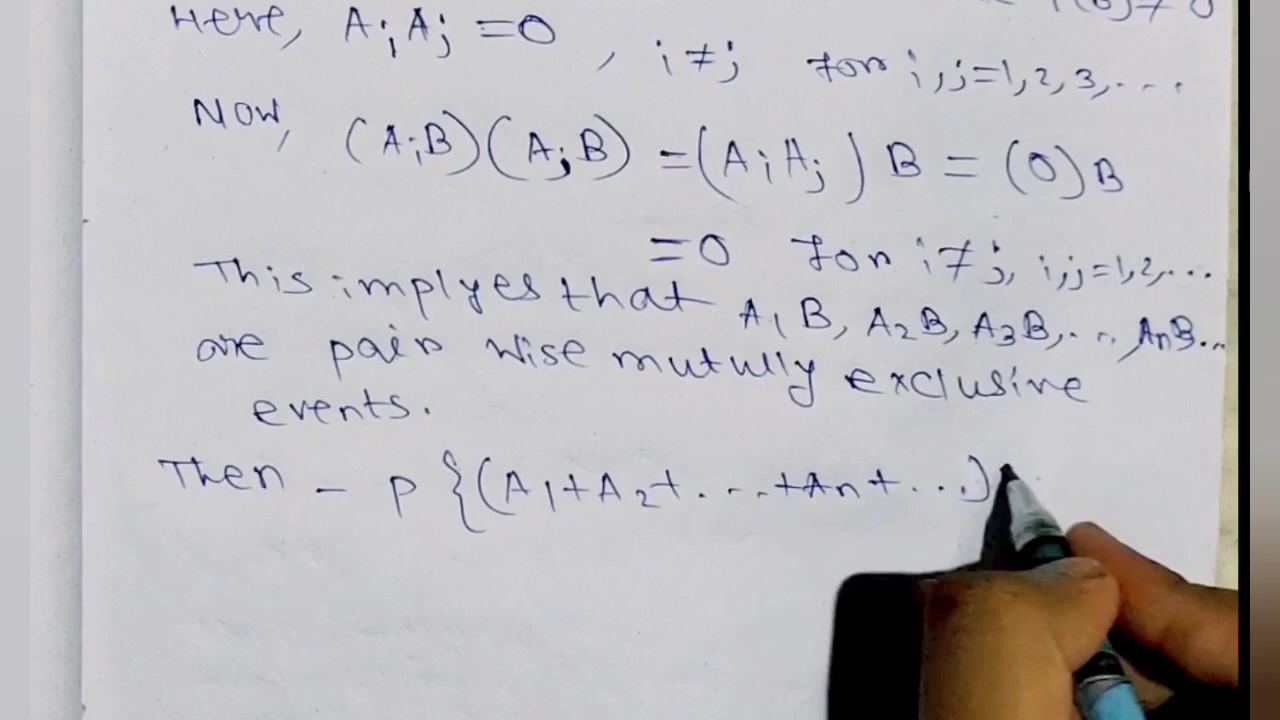 Here, AiAj =0 , i≠j for i,j=1,2,3,...
Now, (AiB)(AjB) =(AiAj)B = (0)B
=0 for i≠j, i,j=1,2,...
This implyes that A1B, A2B, A3B,..., AnB...
are pair wise mutully exclusive
events.
Then - P{(A1+A2+...+An+...)